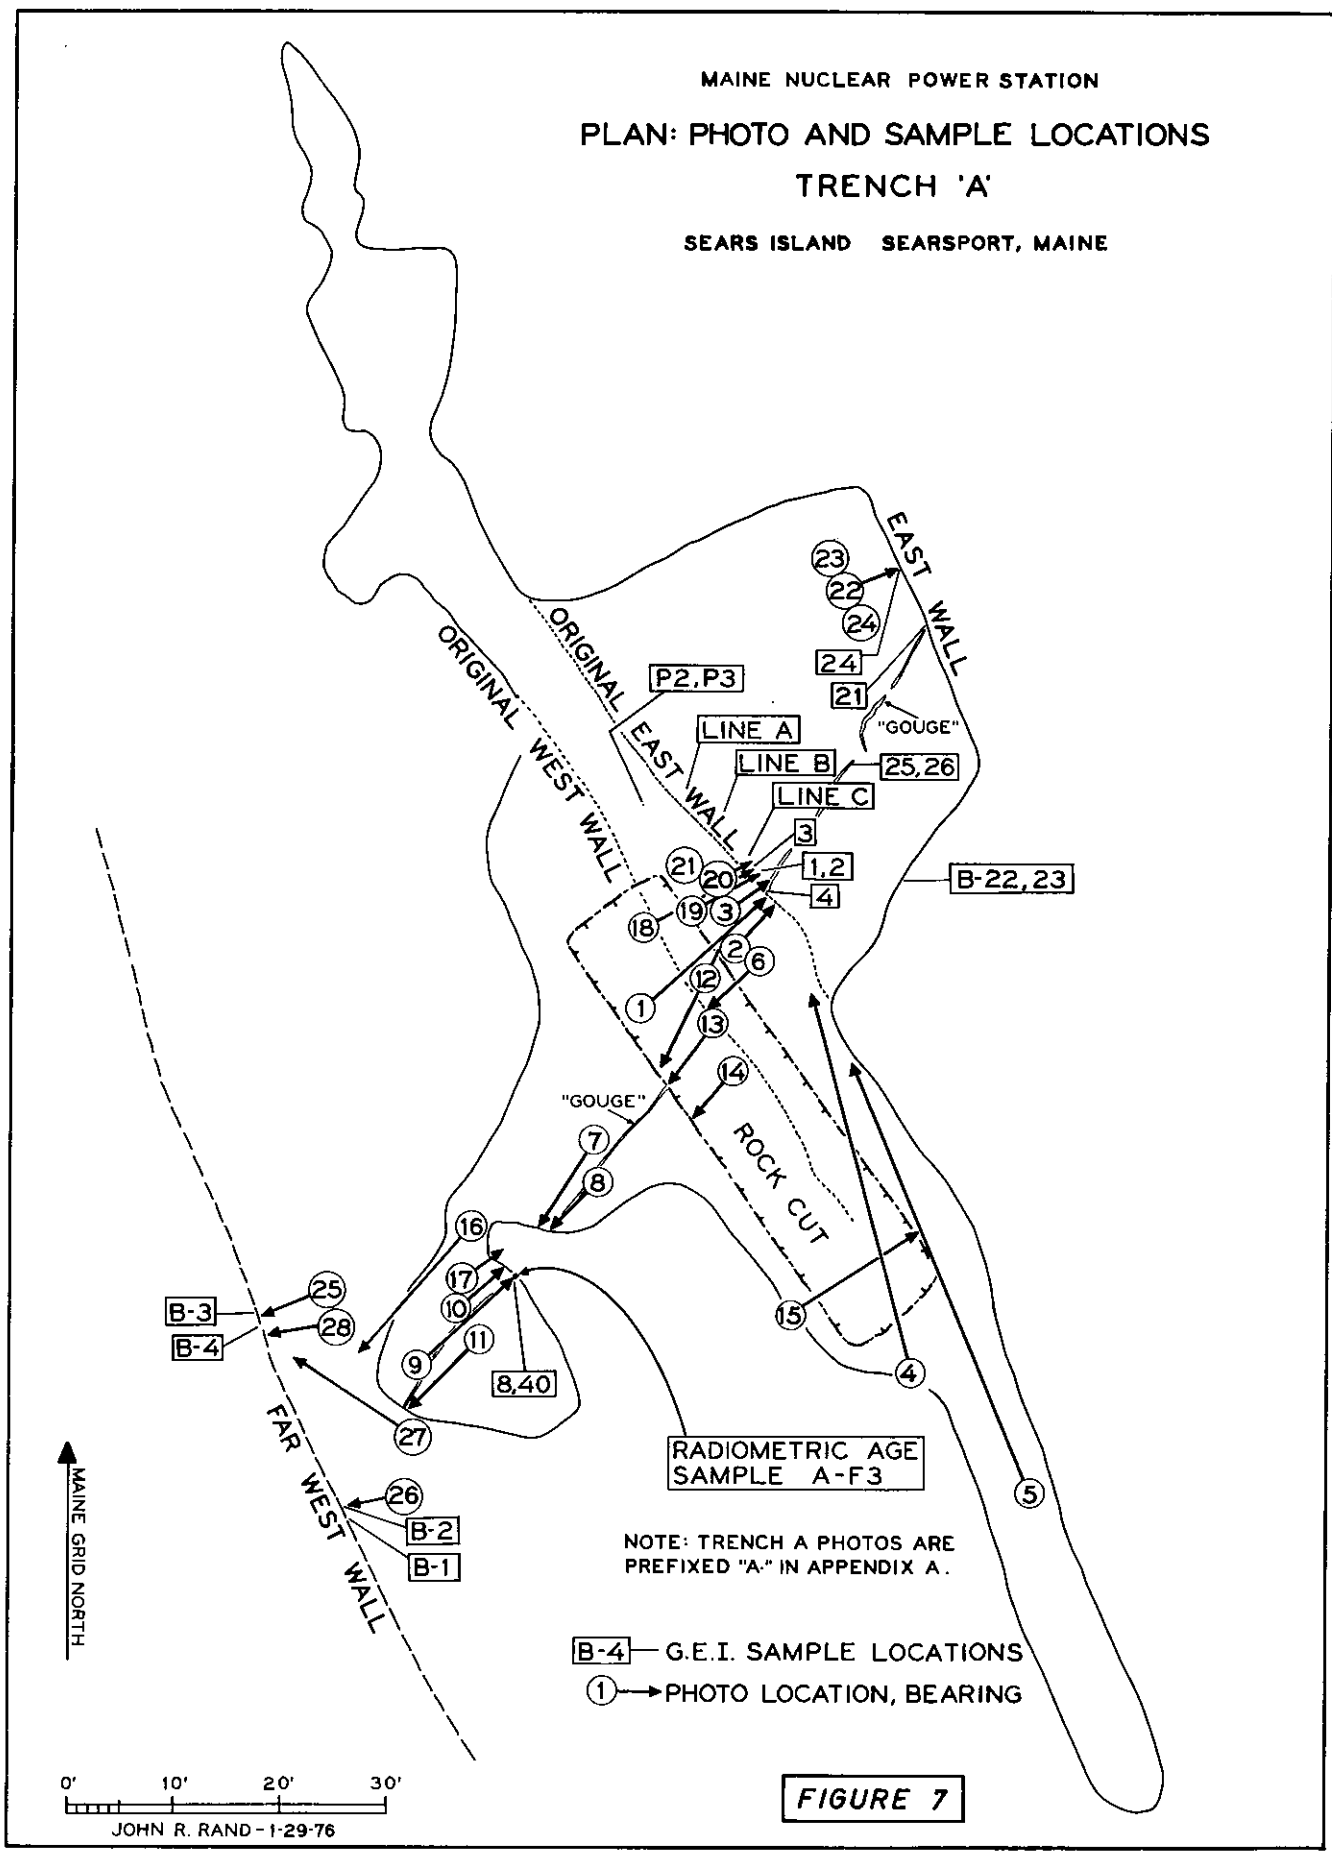 MAINE NUCLEAR POWER STATION
PLAN: PHOTO AND SAMPLE LOCATIONS
TRENCH 'A'
SEARS ISLAND SEARSPORT, MAINE
EAST WALL
23
22
24
24
21
"GOUGE"
25,26
ORIGINAL EAST WALL
ORIGINAL WEST WALL
P2,P3
LINE A
LINE B
LINE C
3
1,2
4
B-22,23
21
20
19
3
18
2
6
12
1
13
14
"GOUGE"
7
8
ROCK CUT
16
17
10
11
9
8,40
15
4
5
25
28
B-3
B-4
27
26
B-2
B-1
FAR WEST WALL
RADIOMETRIC AGE
SAMPLE A-F3
MAINE GRID NORTH
NOTE: TRENCH A PHOTOS ARE
PREFIXED "A-" IN APPENDIX A.
B-4 G.E.I. SAMPLE LOCATIONS
1 PHOTO LOCATION, BEARING
0' 10' 20' 30'
JOHN R. RAND-1-29-76
FIGURE 7